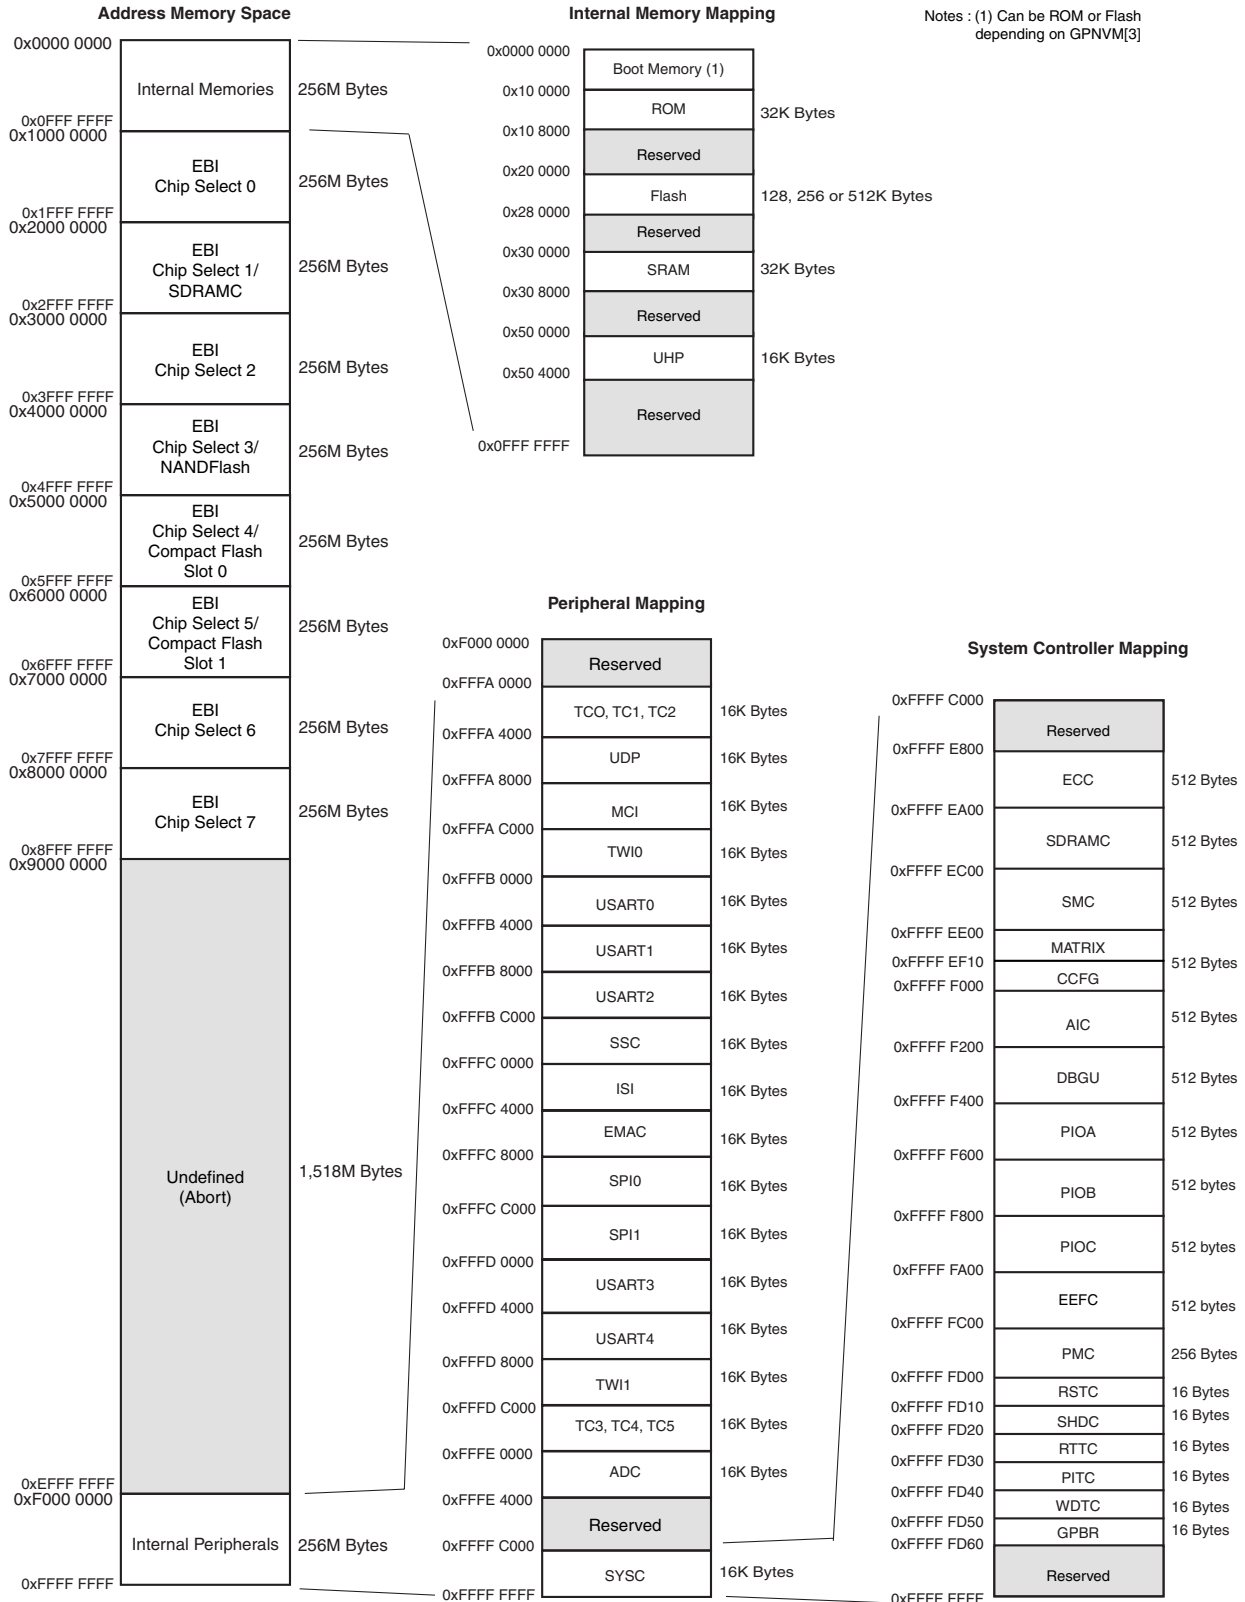 Address Memory Space
0x0000 0000
Internal Memories
256M Bytes
0x0FFF FFFF
0x1000 0000
EBI
Chip Select 0
256M Bytes
0x1FFF FFFF
0x2000 0000
EBI
Chip Select 1/
SDRAMC
256M Bytes
0x2FFF FFFF
0x3000 0000
EBI
Chip Select 2
256M Bytes
0x3FFF FFFF
0x4000 0000
EBI
Chip Select 3/
NANDFlash
256M Bytes
0x4FFF FFFF
0x5000 0000
EBI
Chip Select 4/
Compact Flash
Slot 0
256M Bytes
0x5FFF FFFF
0x6000 0000
EBI
Chip Select 5/
Compact Flash
Slot 1
256M Bytes
0x6FFF FFFF
0x7000 0000
EBI
Chip Select 6
256M Bytes
0x7FFF FFFF
0x8000 0000
EBI
Chip Select 7
256M Bytes
0x8FFF FFFF
0x9000 0000
Undefined
(Abort)
1,518M Bytes
0xEFFF FFFF
0xF000 0000
Internal Peripherals
256M Bytes
0xFFFF FFFF
Internal Memory Mapping
0x0000 0000
Boot Memory (1)
0x10 0000
ROM
32K Bytes
0x10 8000
Reserved
0x20 0000
Flash
128, 256 or 512K Bytes
0x28 0000
Reserved
0x30 0000
SRAM
32K Bytes
0x30 8000
Reserved
0x50 0000
UHP
16K Bytes
0x50 4000
Reserved
0x0FFF FFFF
Notes : (1) Can be ROM or Flash
depending on GPNVM[3]
Peripheral Mapping
0xF000 0000
Reserved
0xFFFA 0000
TCO, TC1, TC2
16K Bytes
0xFFFA 4000
UDP
16K Bytes
0xFFFA 8000
MCI
16K Bytes
0xFFFA C000
TWI0
16K Bytes
0xFFFB 0000
USART0
16K Bytes
0xFFFB 4000
USART1
16K Bytes
0xFFFB 8000
USART2
16K Bytes
0xFFFB C000
SSC
16K Bytes
0xFFFC 0000
ISI
16K Bytes
0xFFFC 4000
EMAC
16K Bytes
0xFFFC 8000
SPI0
16K Bytes
0xFFFC C000
SPI1
16K Bytes
0xFFFD 0000
USART3
16K Bytes
0xFFFD 4000
USART4
16K Bytes
0xFFFD 8000
TWI1
16K Bytes
0xFFFD C000
TC3, TC4, TC5
16K Bytes
0xFFFE 0000
ADC
16K Bytes
0xFFFE 4000
Reserved
0xFFFF C000
SYSC
16K Bytes
0xFFFF FFFF
System Controller Mapping
0xFFFF C000
Reserved
0xFFFF E800
ECC
512 Bytes
0xFFFF EA00
SDRAMC
512 Bytes
0xFFFF EC00
SMC
512 Bytes
0xFFFF EE00
MATRIX
0xFFFF EF10
512 Bytes
CCFG
0xFFFF F000
AIC
512 Bytes
0xFFFF F200
DBGU
512 Bytes
0xFFFF F400
PIOA
512 Bytes
0xFFFF F600
PIOB
512 bytes
0xFFFF F800
PIOC
512 bytes
0xFFFF FA00
EEFC
512 bytes
0xFFFF FC00
PMC
256 Bytes
0xFFFF FD00
RSTC
16 Bytes
0xFFFF FD10
SHDC
16 Bytes
0xFFFF FD20
RTTC
16 Bytes
0xFFFF FD30
PITC
16 Bytes
0xFFFF FD40
WDTC
16 Bytes
0xFFFF FD50
GPBR
16 Bytes
0xFFFF FD60
Reserved
0xFFFF FFFF